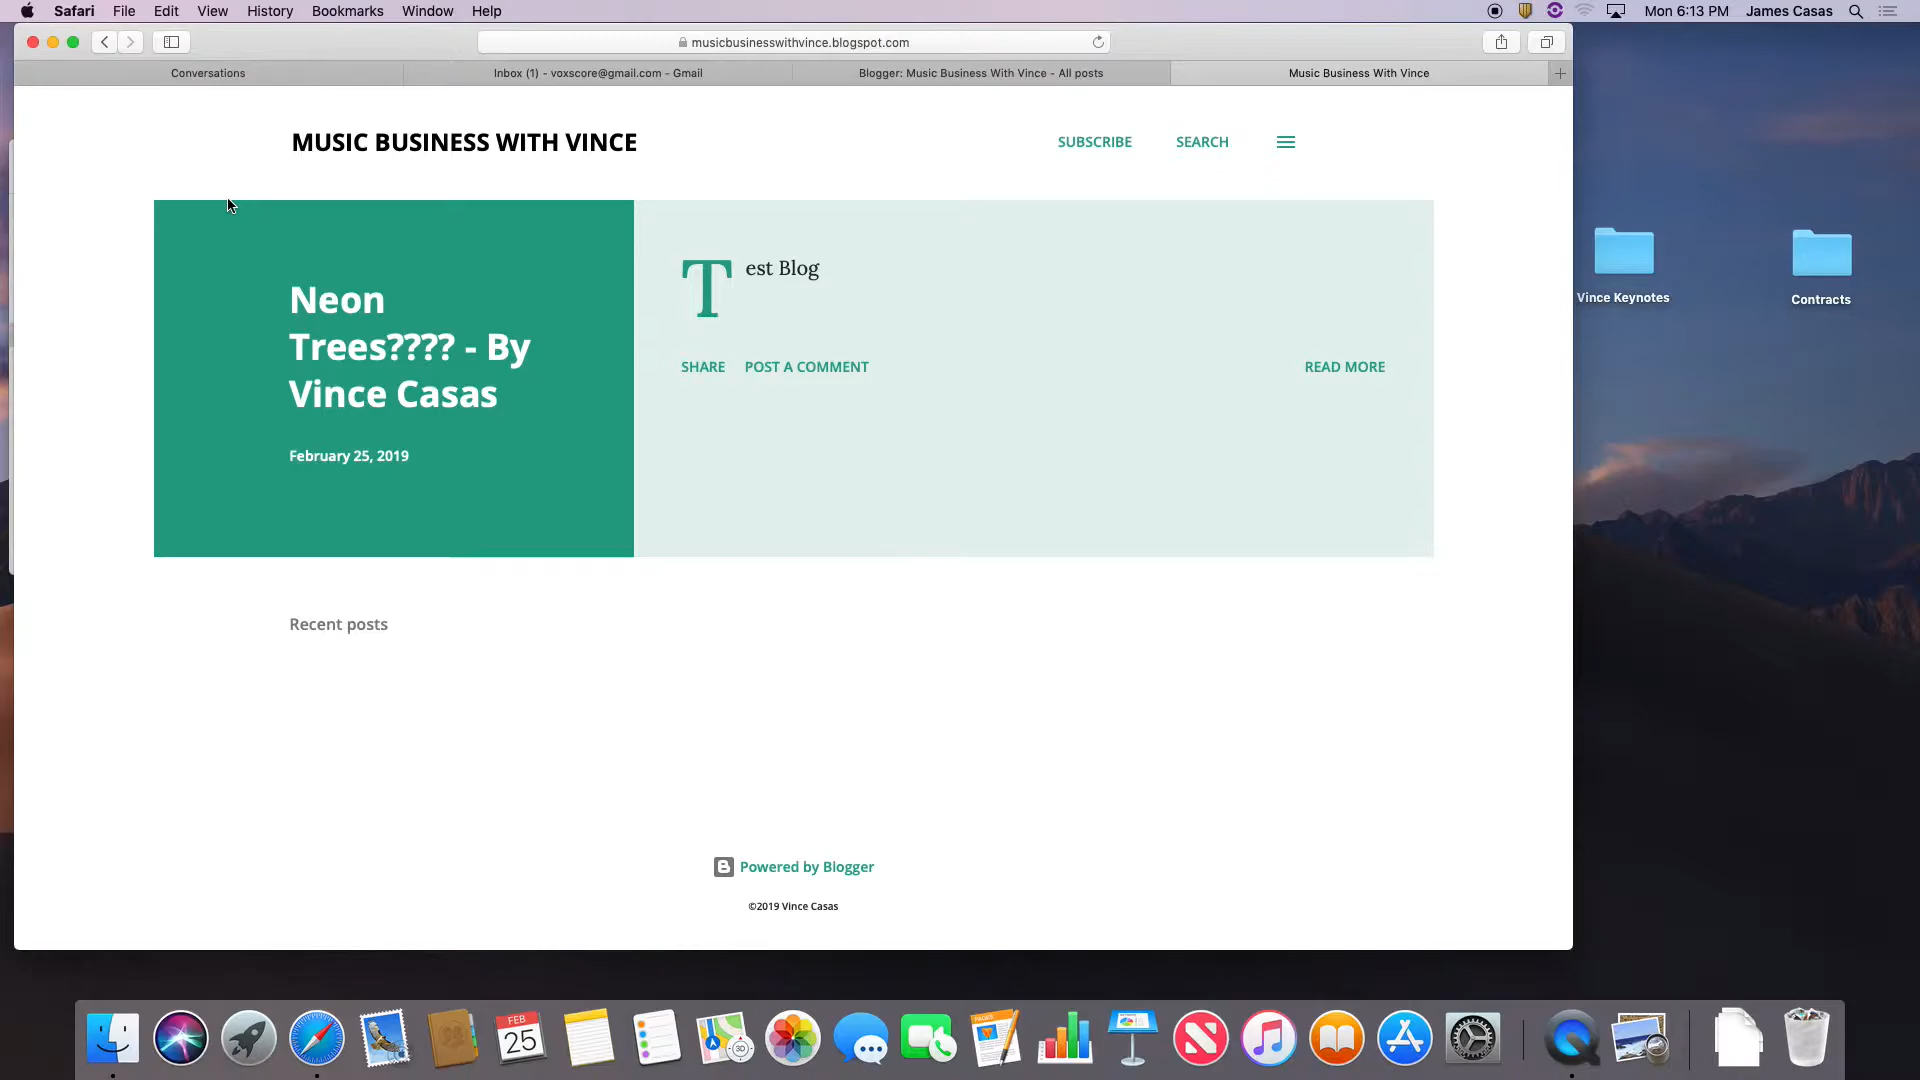 Safari File Edit View History Bookmarks Window Help Mon 6:13 PM James Casas
musicbusinesswithvince.blogspot.com
Conversations Inbox (1) - voxscore@gmail.com - Gmail Blogger: Music Business With Vince - All posts Music Business With Vince
MUSIC BUSINESS WITH VINCE SUBSCRIBE SEARCH
Neon
Trees???? - By
Vince Casas
February 25, 2019
Test Blog
SHARE POST A COMMENT READ MORE
Recent posts
Powered by Blogger
©2019 Vince Casas
Vince Keynotes
Contracts
FEB
25
PAGES